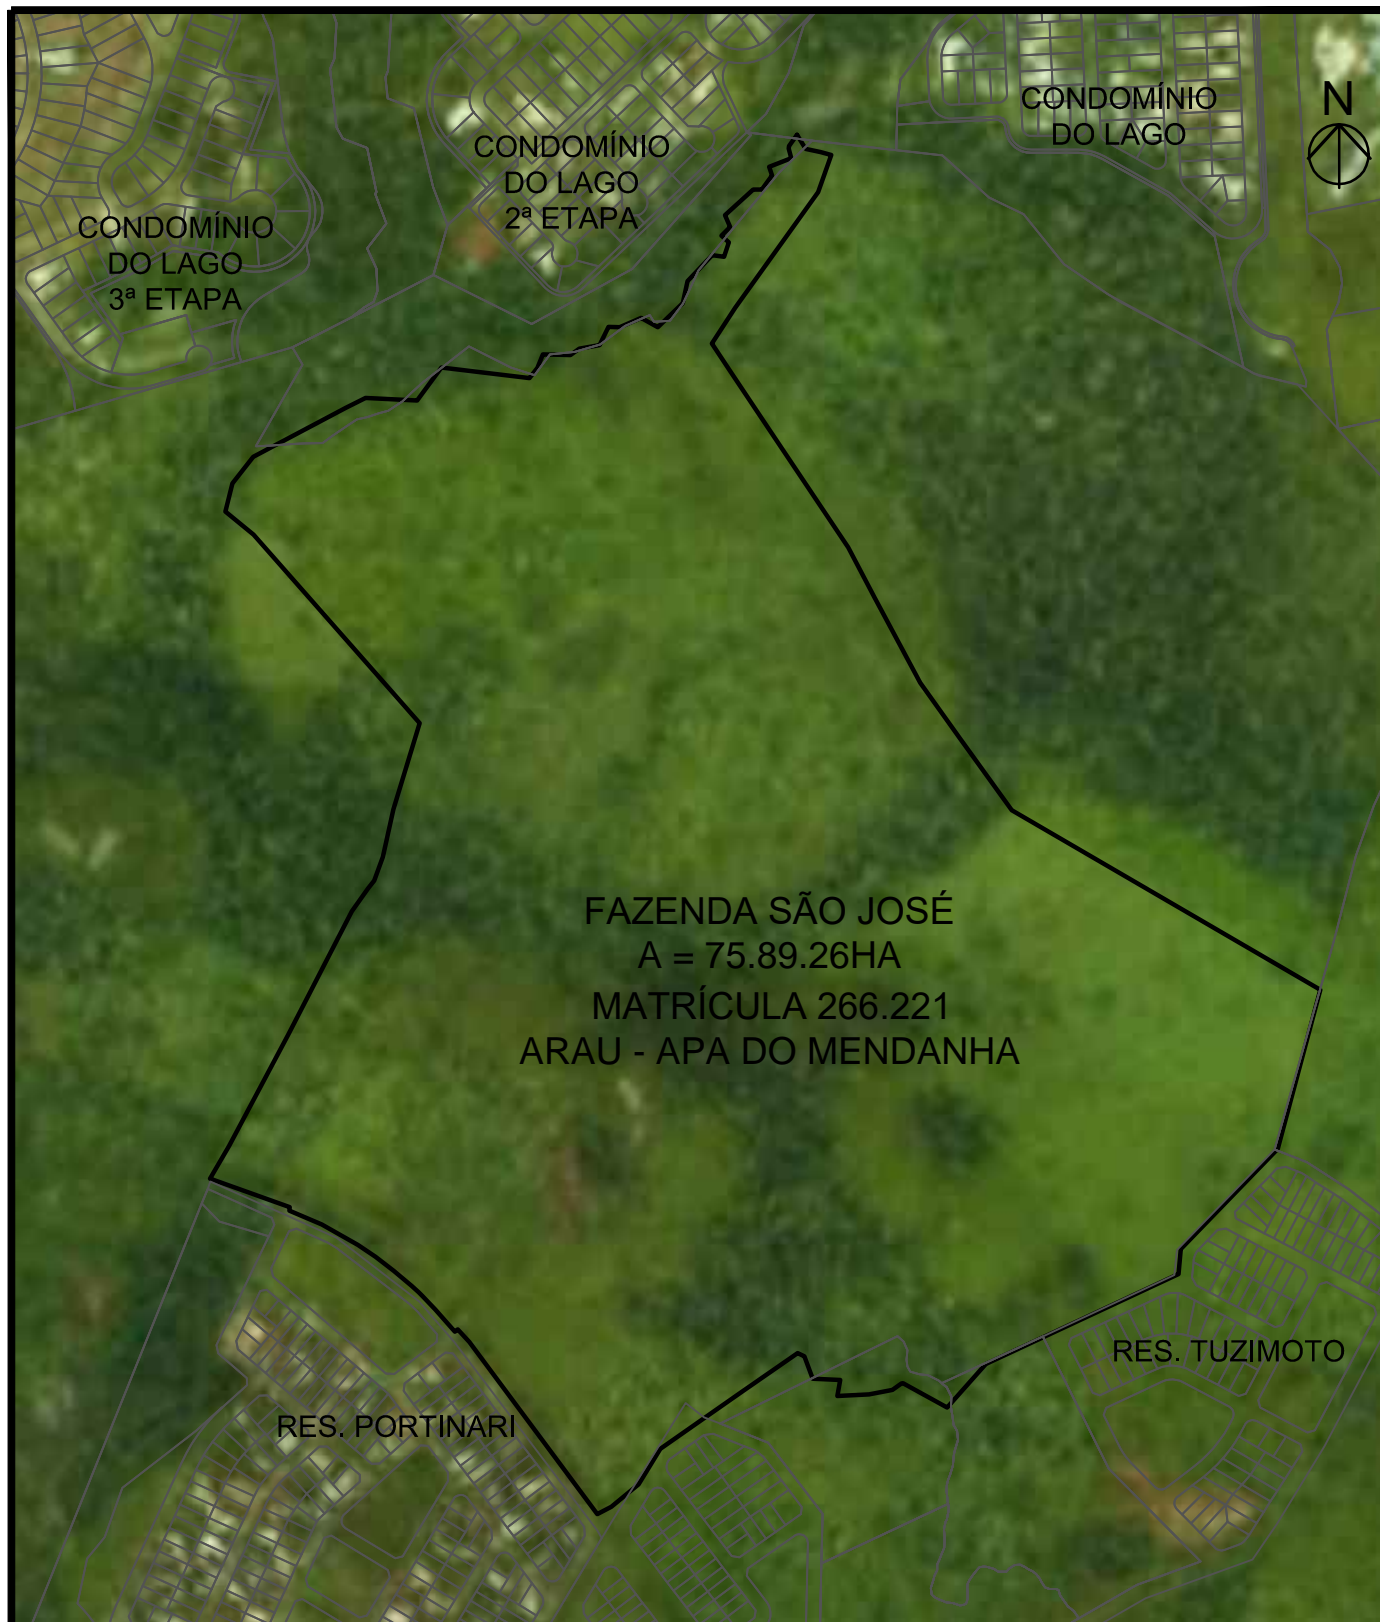 CONDOMÍNIO
DO LAGO
N
CONDOMÍNIO
DO LAGO
2ª ETAPA
CONDOMÍNIO
DO LAGO
3ª ETAPA
FAZENDA SÃO JOSÉ
A = 75.89.26HA
MATRÍCULA 266.221
ARAU - APA DO MENDANHA
RES. TUZIMOTO
RES. PORTINARI